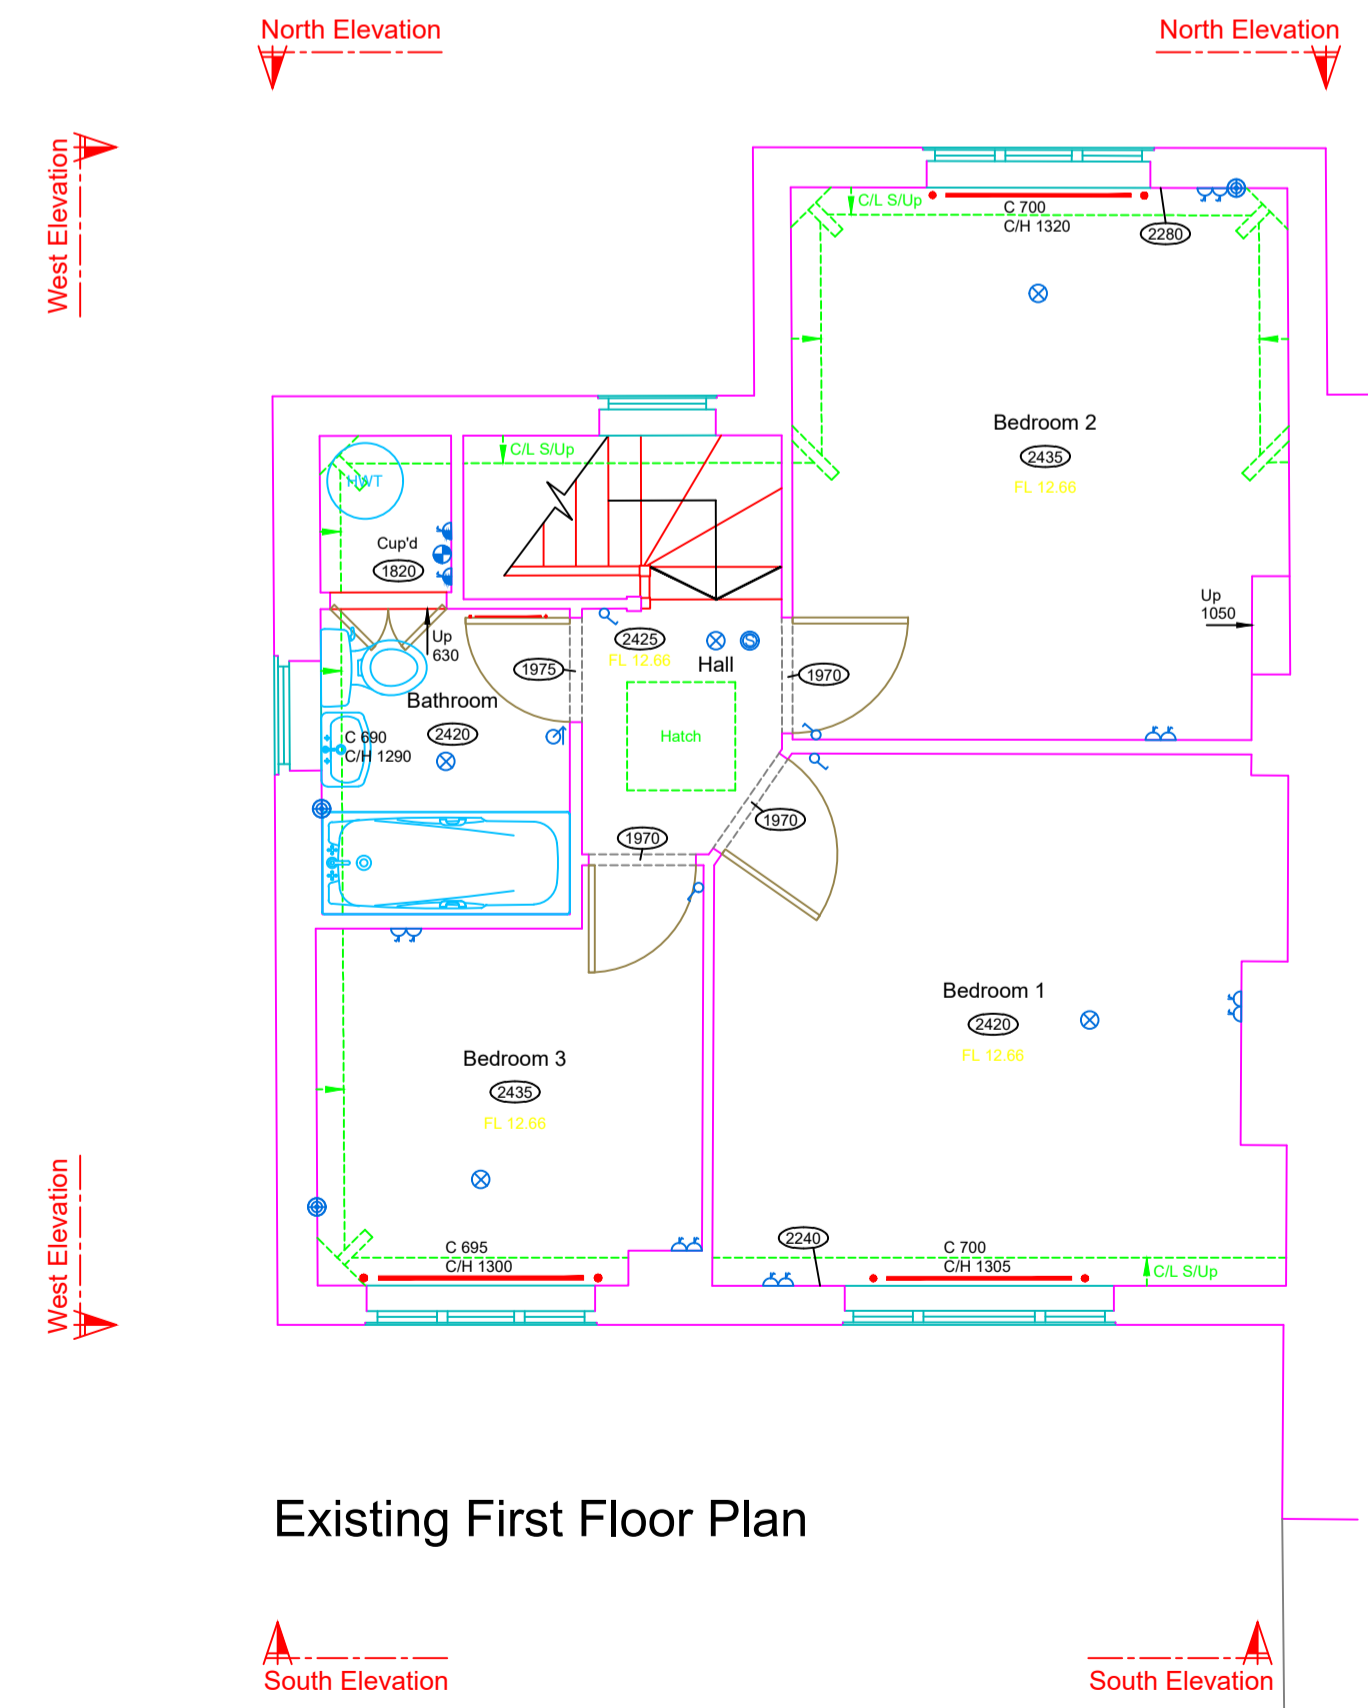 North Elevation
North Elevation
West Elevation
C/L S/Up
C 700
C/H 1320
2280
Bedroom 2
2435
FL 12.66
C/L S/Up
HWT
Cup'd
1820
Up
1050
Up
630
2425
FL 12.66
Hall
1975
1970
Bathroom
2420
C 690
C/H 1290
Hatch
1970
1970
Bedroom 1
2420
FL 12.66
Bedroom 3
2435
FL 12.66
West Elevation
C 695
C/H 1300
2240
C 700
C/H 1305
C/L S/Up
Existing First Floor Plan
South Elevation
South Elevation
S